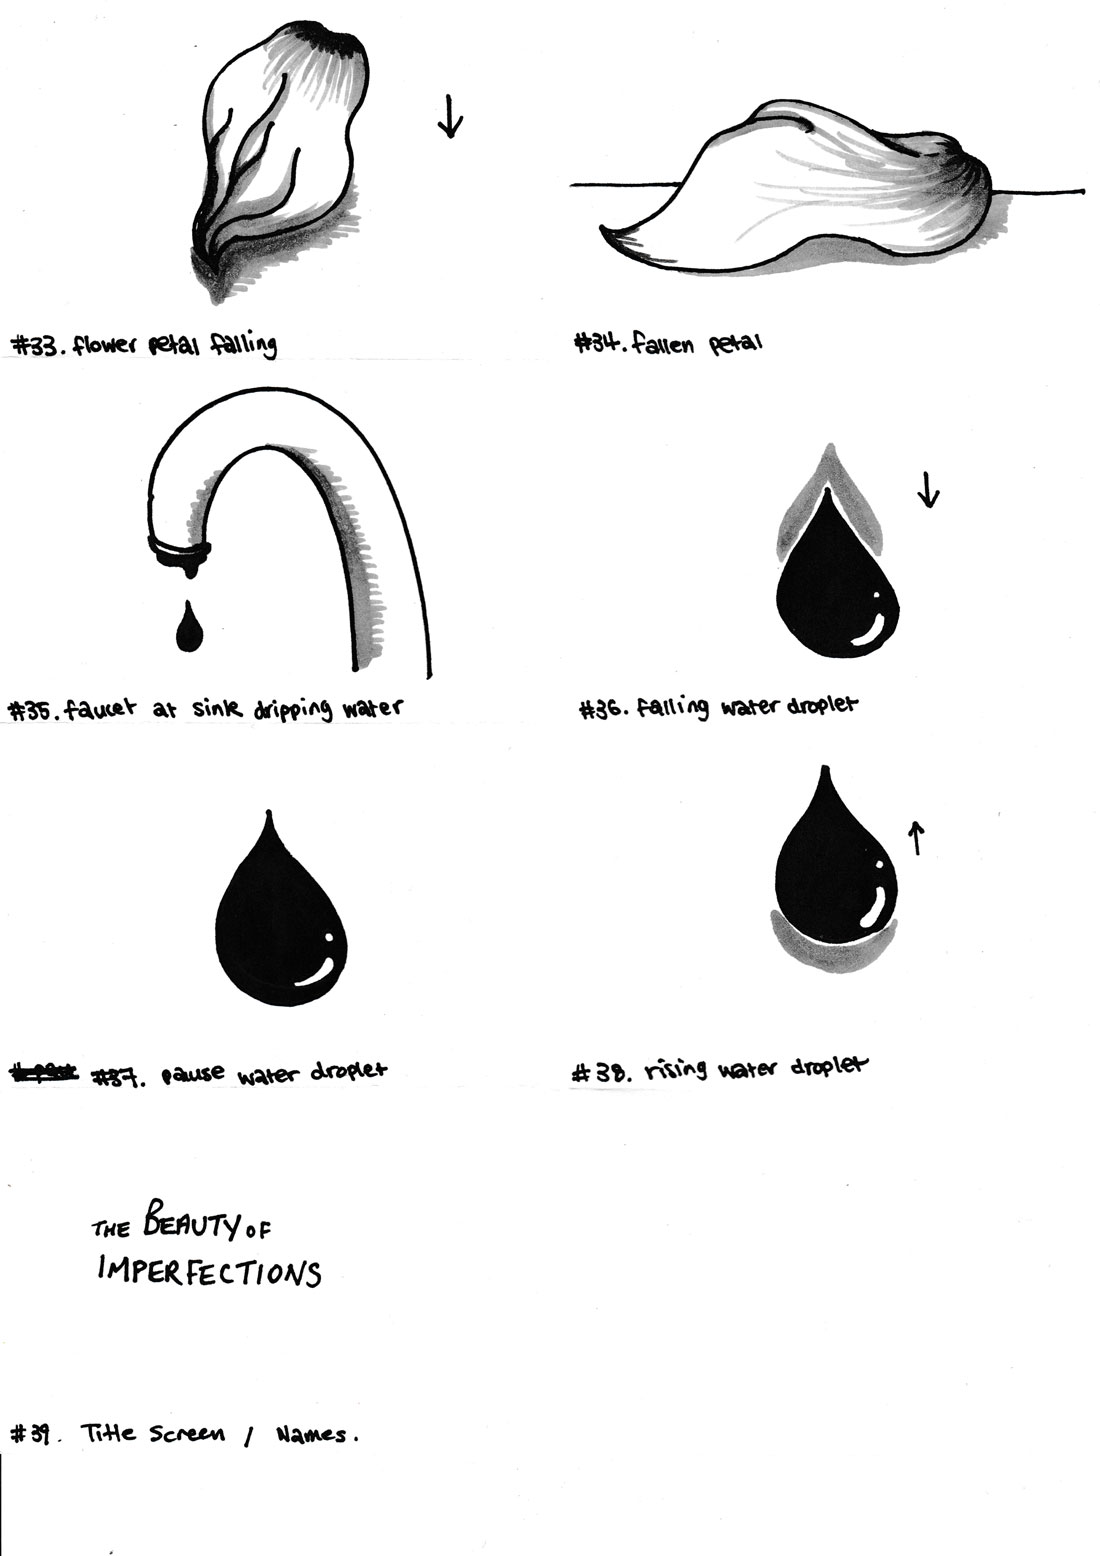 #33. flower petal falling
#34. fallen petal
#35. faucet at sink dripping water
#36. falling water droplet
#37. pause water droplet
#38. rising water droplet
THE BEAUTY OF
IMPERFECTIONS
#39. Title Screen / Names.